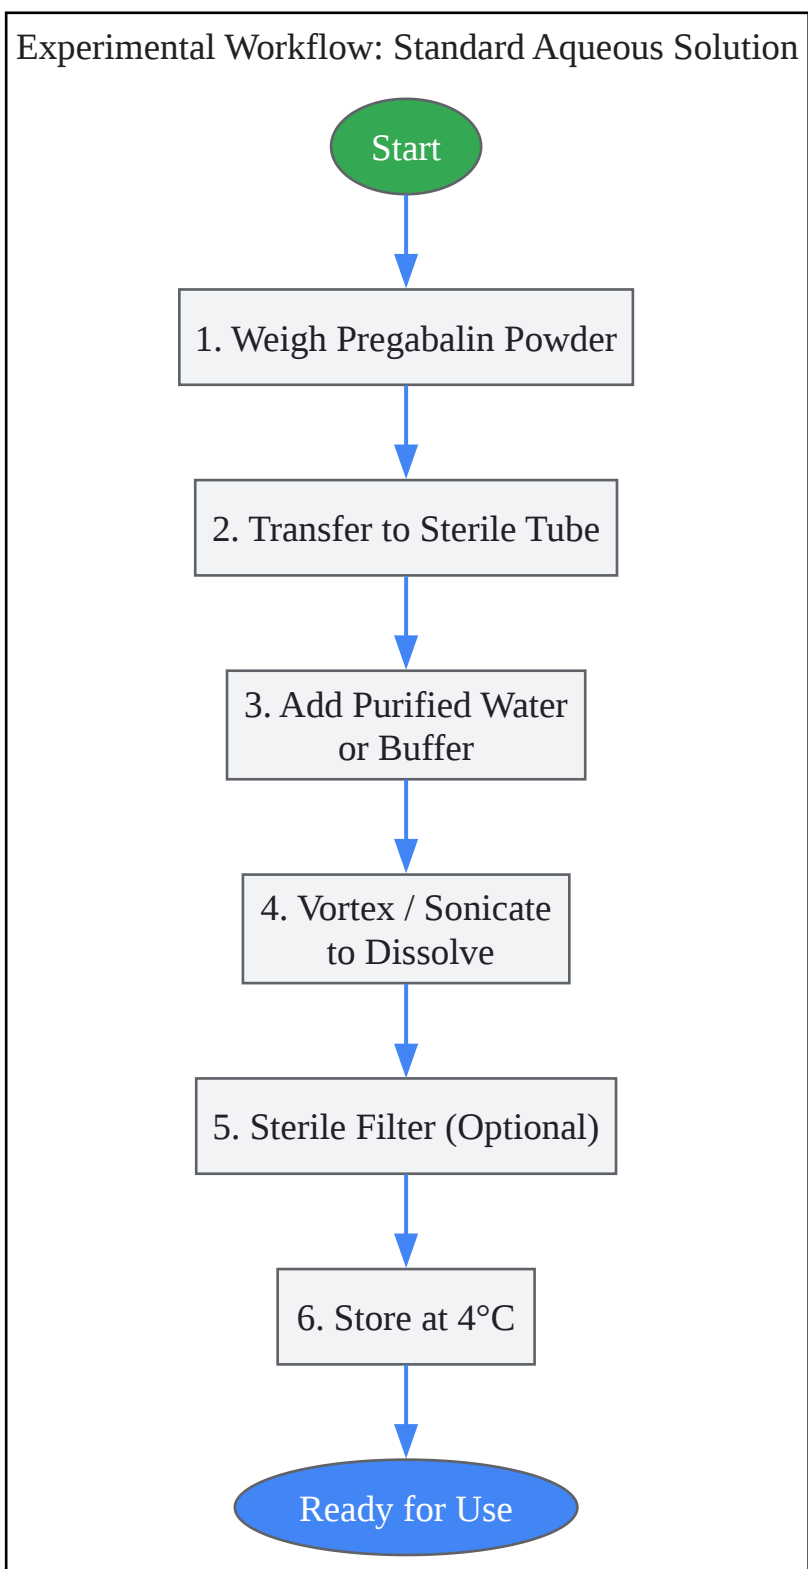 Experimental Workflow: Standard Aqueous Solution
Start
1. Weigh Pregabalin Powder
2. Transfer to Sterile Tube
3. Add Purified Water
or Buffer
4. Vortex / Sonicate
to Dissolve
5. Sterile Filter (Optional)
6. Store at 4°C
Ready for Use